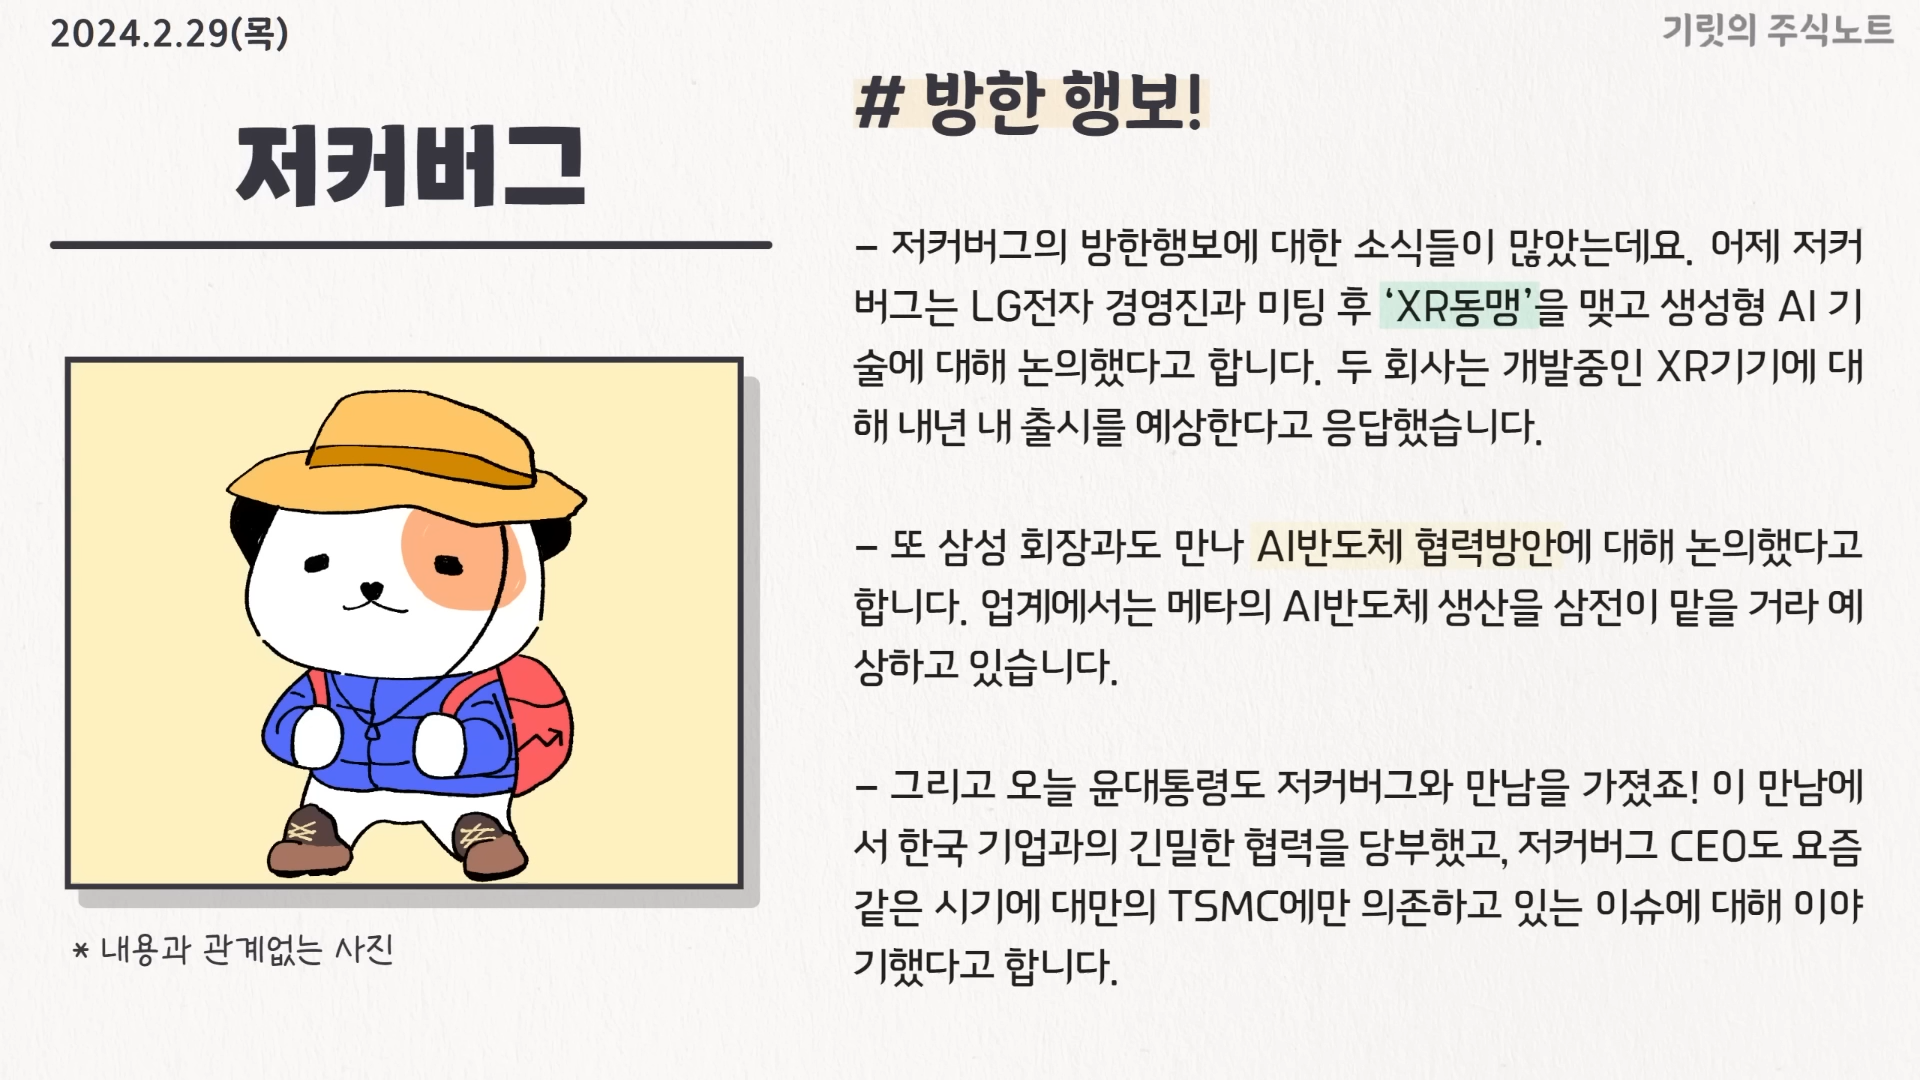 2024.2.29(목)
기릿의 주식노트
저커버그
* 내용과 관계없는 사진
# 방한 행보!
– 저커버그의 방한행보에 대한 소식들이 많았는데요. 어제 저커
버그는 LG전자 경영진과 미팅 후 ‘XR동맹’을 맺고 생성형 AI 기
술에 대해 논의했다고 합니다. 두 회사는 개발중인 XR기기에 대
해 내년 내 출시를 예상한다고 응답했습니다.
– 또 삼성 회장과도 만나 AI반도체 협력방안에 대해 논의했다고
합니다. 업계에서는 메타의 AI반도체 생산을 삼전이 맡을 거라 예
상하고 있습니다.
– 그리고 오늘 윤대통령도 저커버그와 만남을 가졌죠! 이 만남에
서 한국 기업과의 긴밀한 협력을 당부했고, 저커버그 CEO도 요즘
같은 시기에 대만의 TSMC에만 의존하고 있는 이슈에 대해 이야
기했다고 합니다.